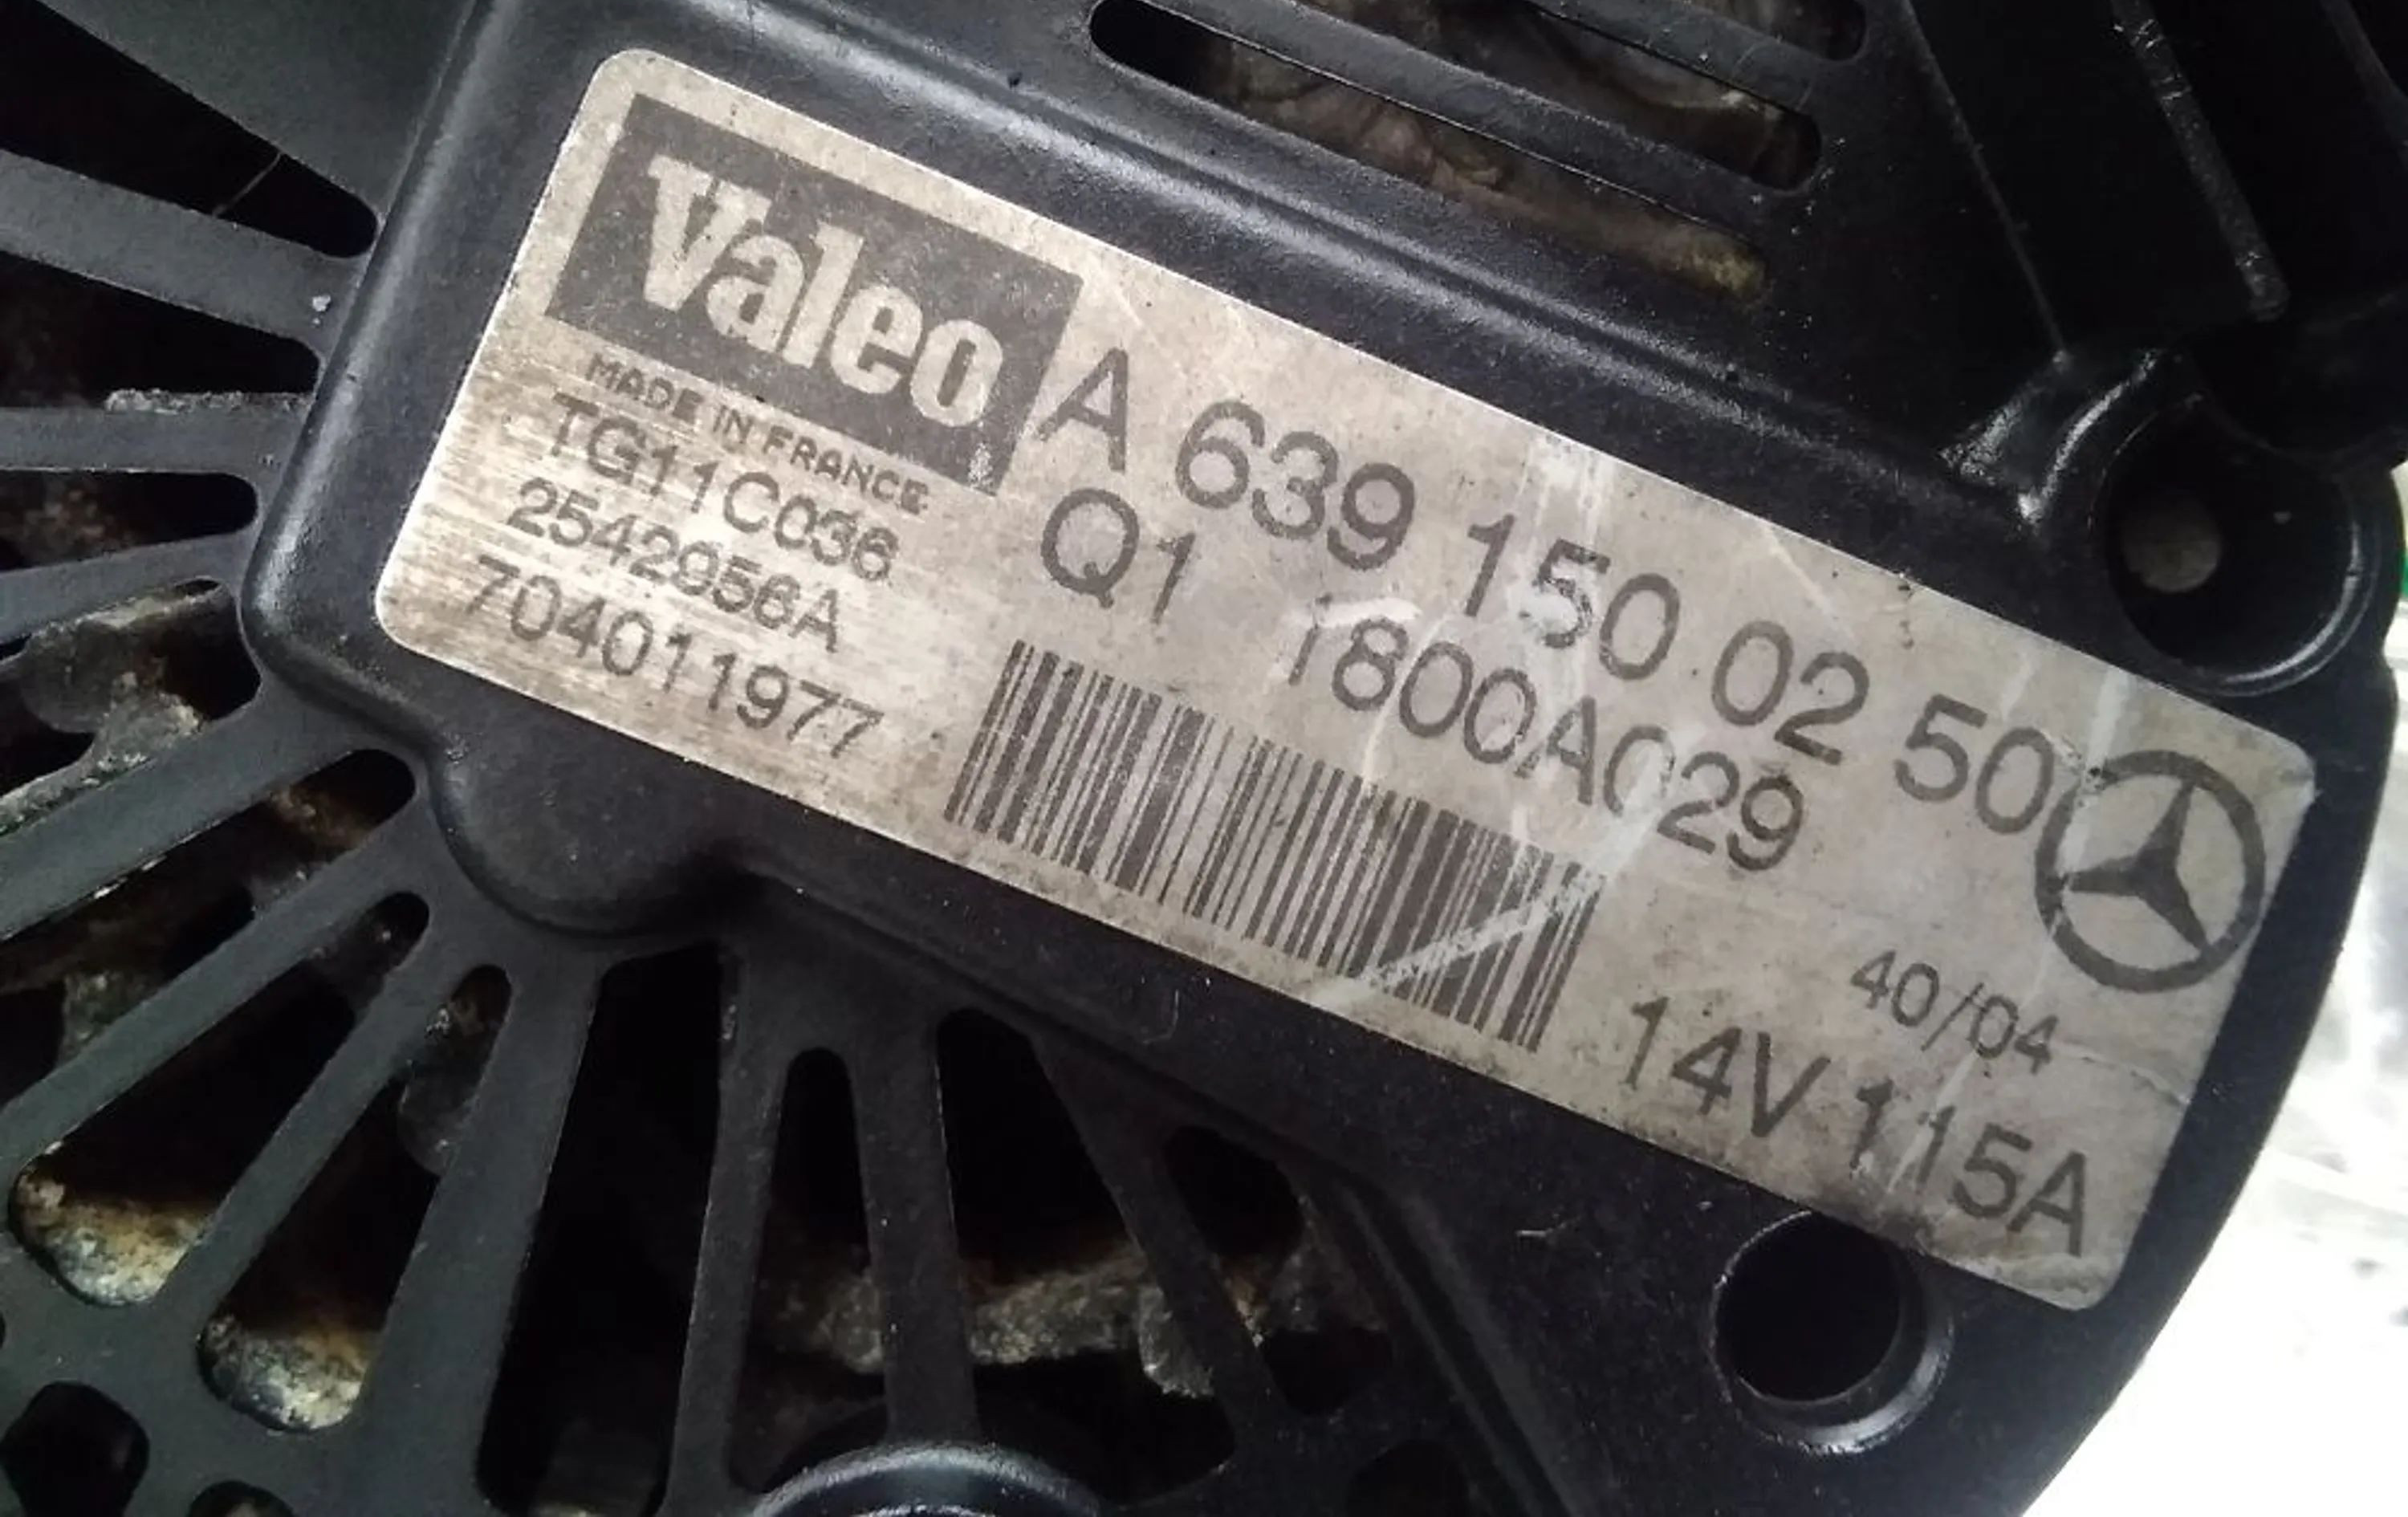 Valeo
MADE IN FRANCE
TG11C036
2542956A
704011977
A 639 150 02 50
Q1 1800A029
40/04
14V 115A